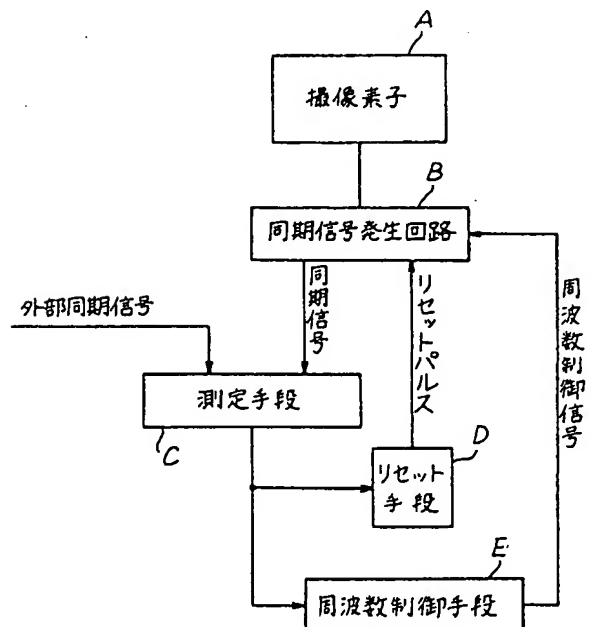 A
撮像素子
B
同期信号発生回路
同期信号
リセットパルス
周波数制御信号
外部同期信号
測定手段
C
D
リセット
手段
E
周波数制御手段